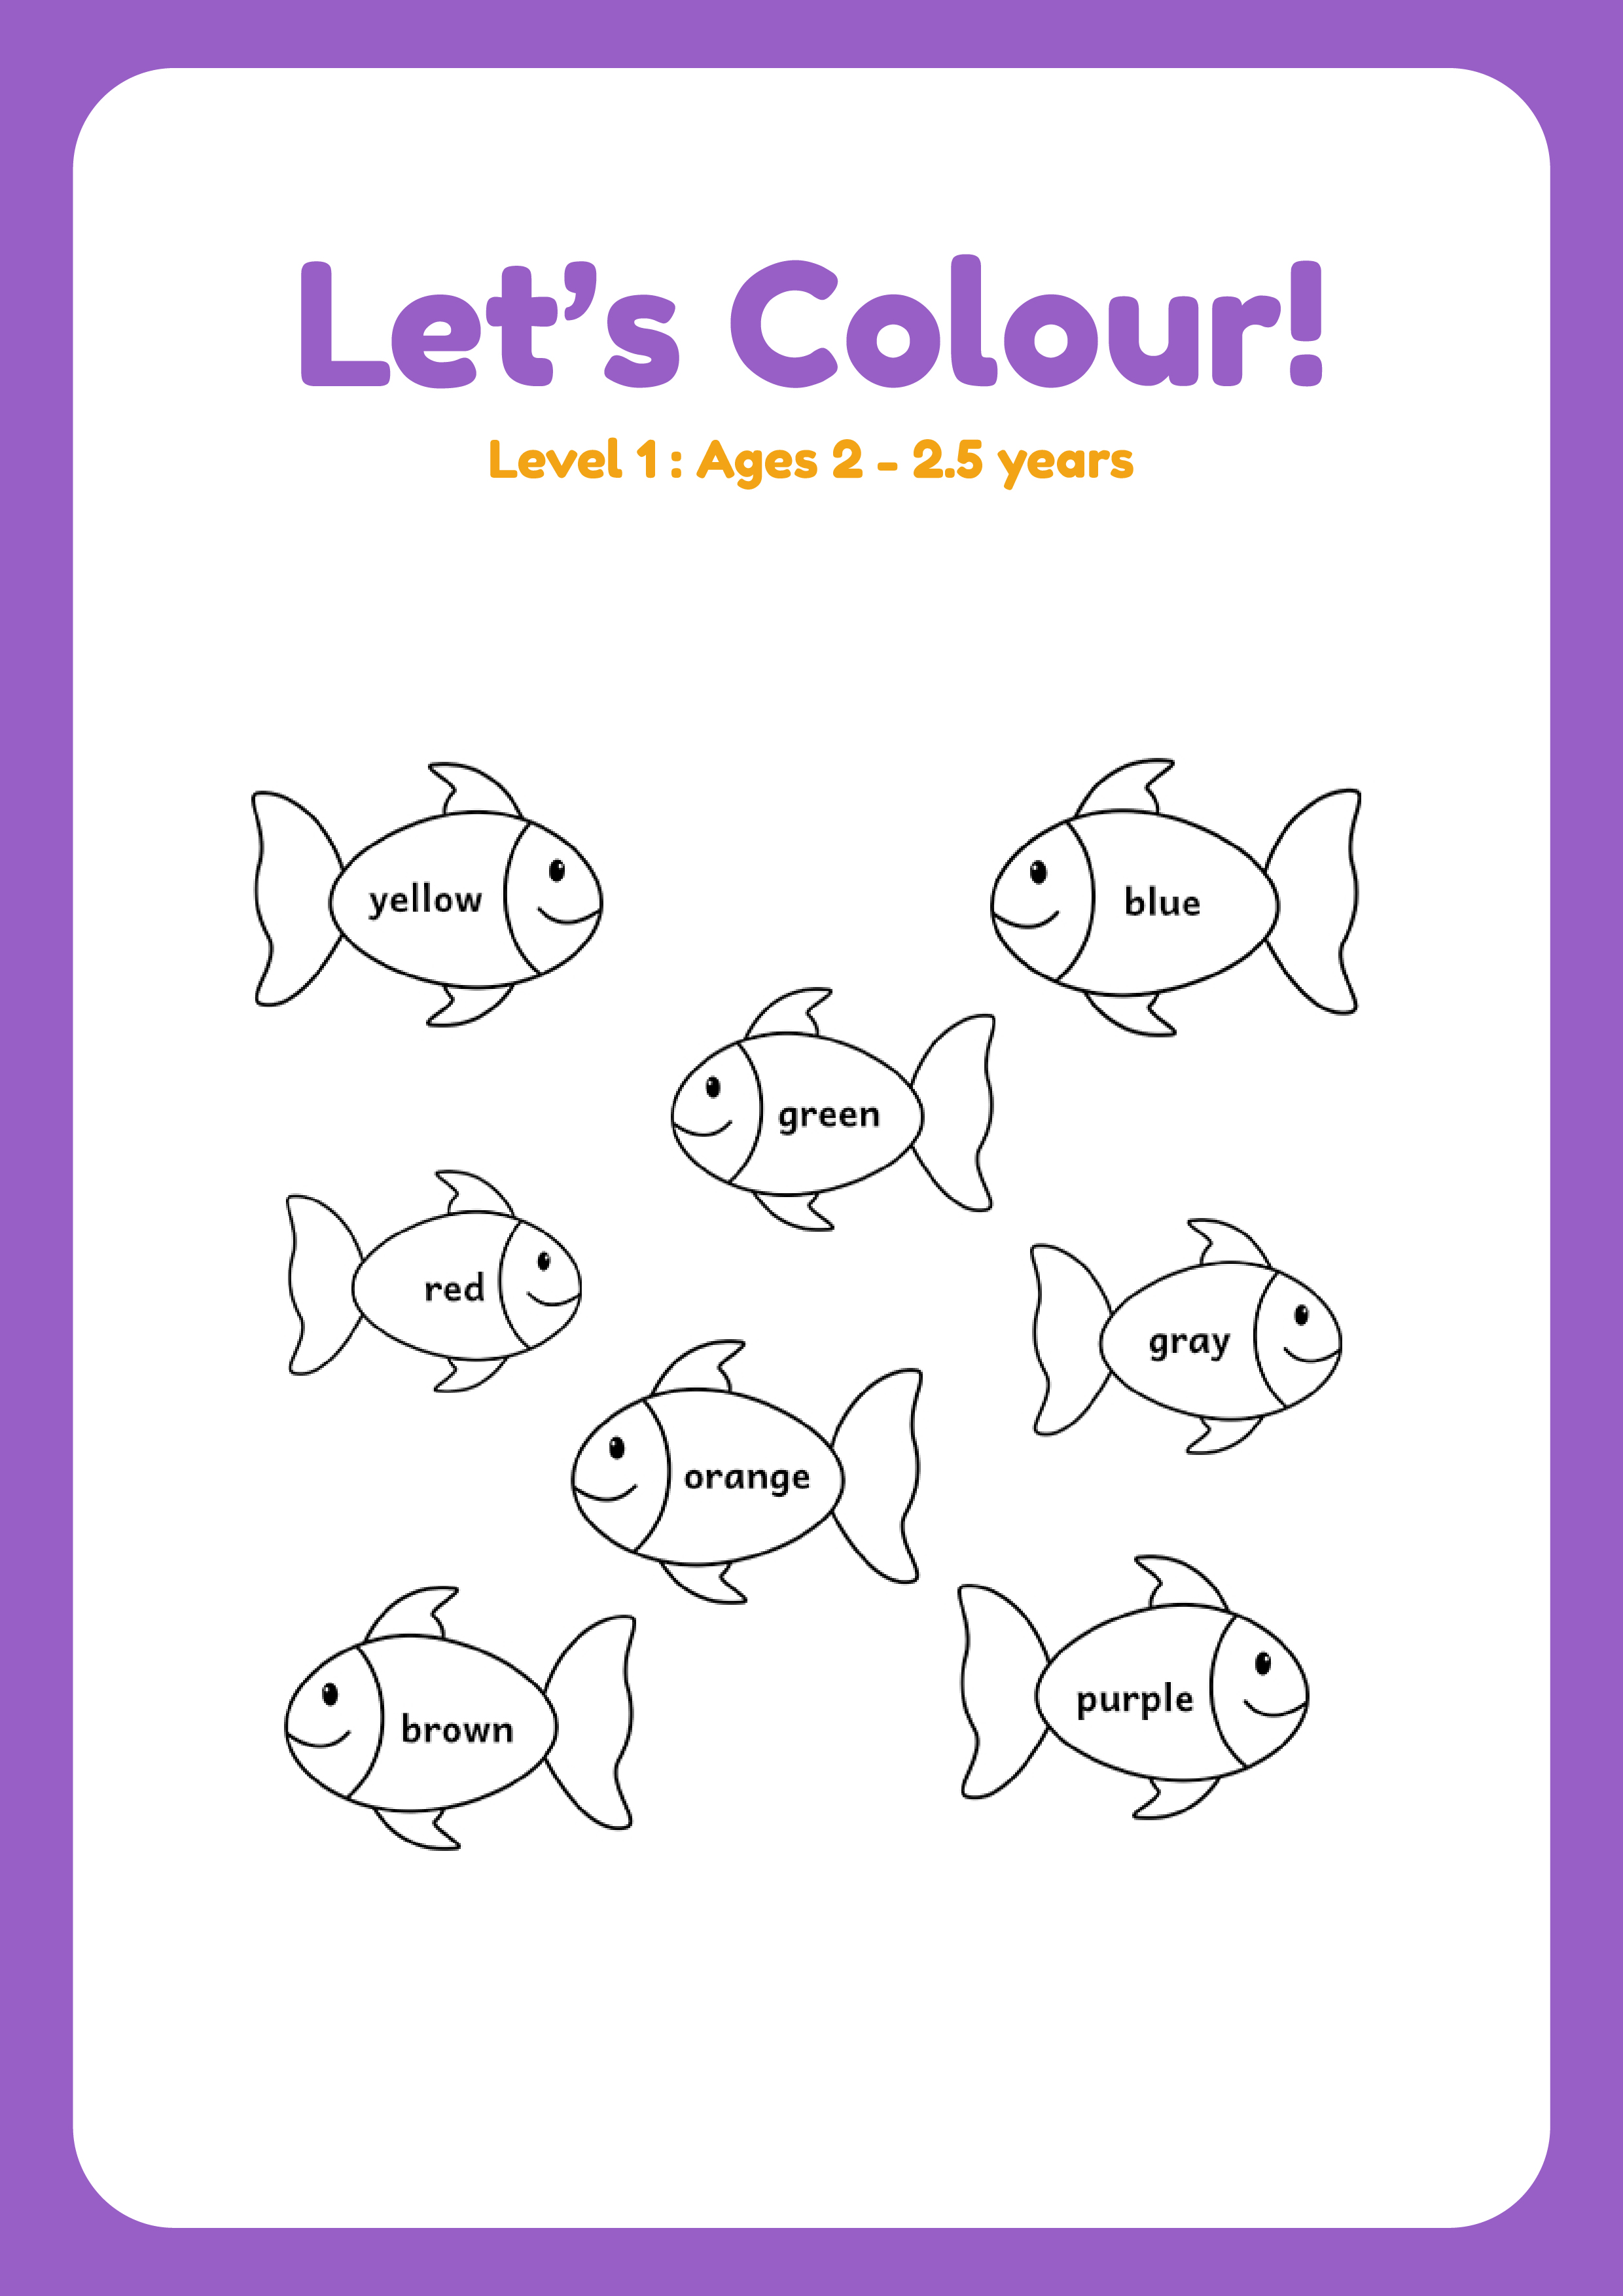 Let's Colour!
Level 1 : Ages 2 - 2.5 years
yellow
blue
green
red
gray
orange
brown
purple